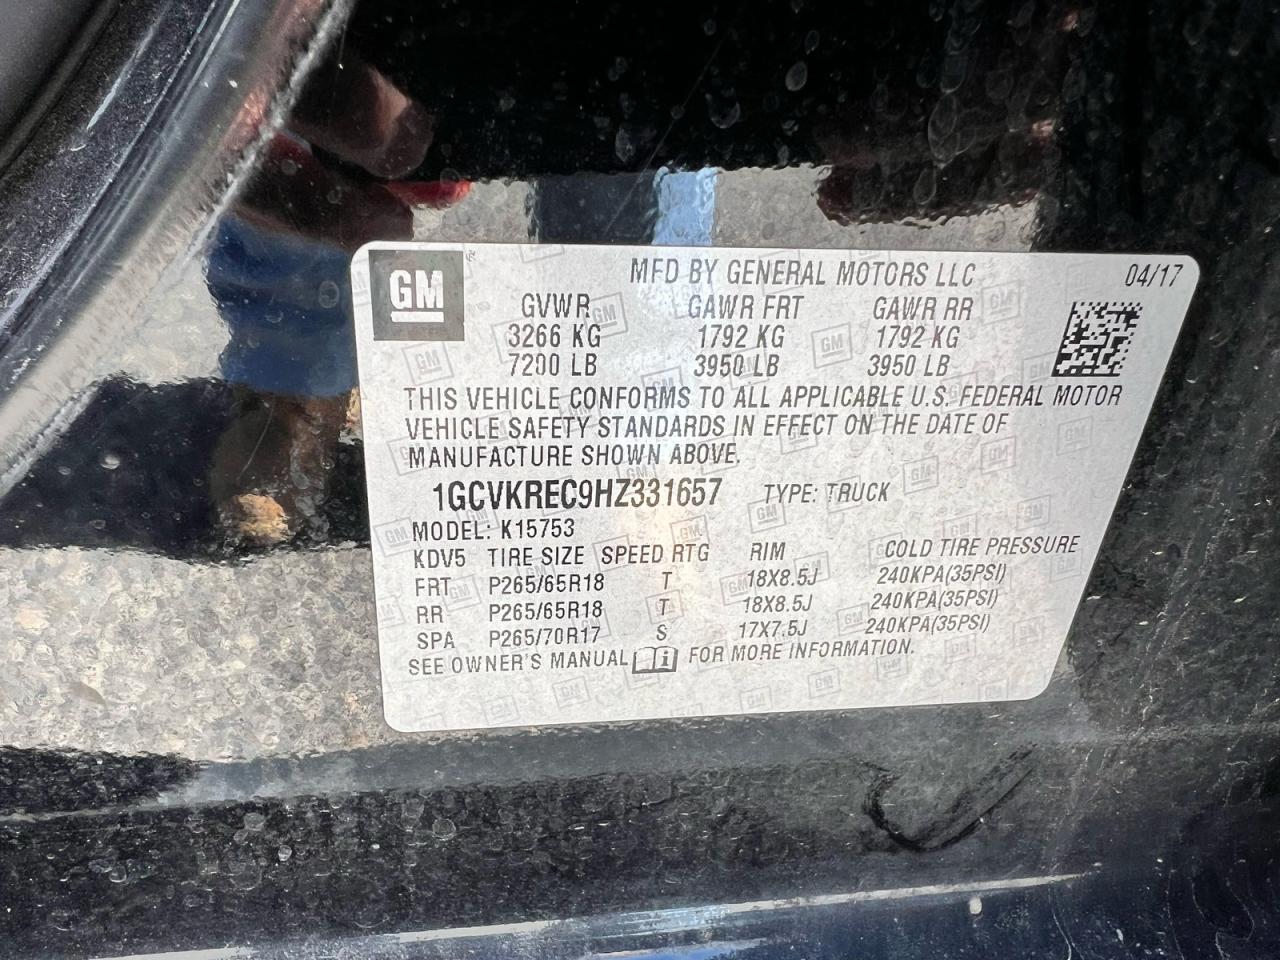 GM
MFD BY GENERAL MOTORS LLC 04/17
GVWR GAWR FRT GAWR RR
3266 KG 1792 KG 1792 KG
7200 LB 3950 LB 3950 LB
THIS VEHICLE CONFORMS TO ALL APPLICABLE U.S. FEDERAL MOTOR
VEHICLE SAFETY STANDARDS IN EFFECT ON THE DATE OF
MANUFACTURE SHOWN ABOVE.
1GCVKREC9HZ331657 TYPE: TRUCK
MODEL: K15753
KDV5 TIRE SIZE SPEED RTG RIM COLD TIRE PRESSURE
FRT P265/65R18 T 18X8.5J 240KPA(35PSI)
RR P265/65R18 T 18X8.5J 240KPA(35PSI)
SPA P265/70R17 S 17X7.5J 240KPA(35PSI)
SEE OWNER'S MANUAL FOR MORE INFORMATION.